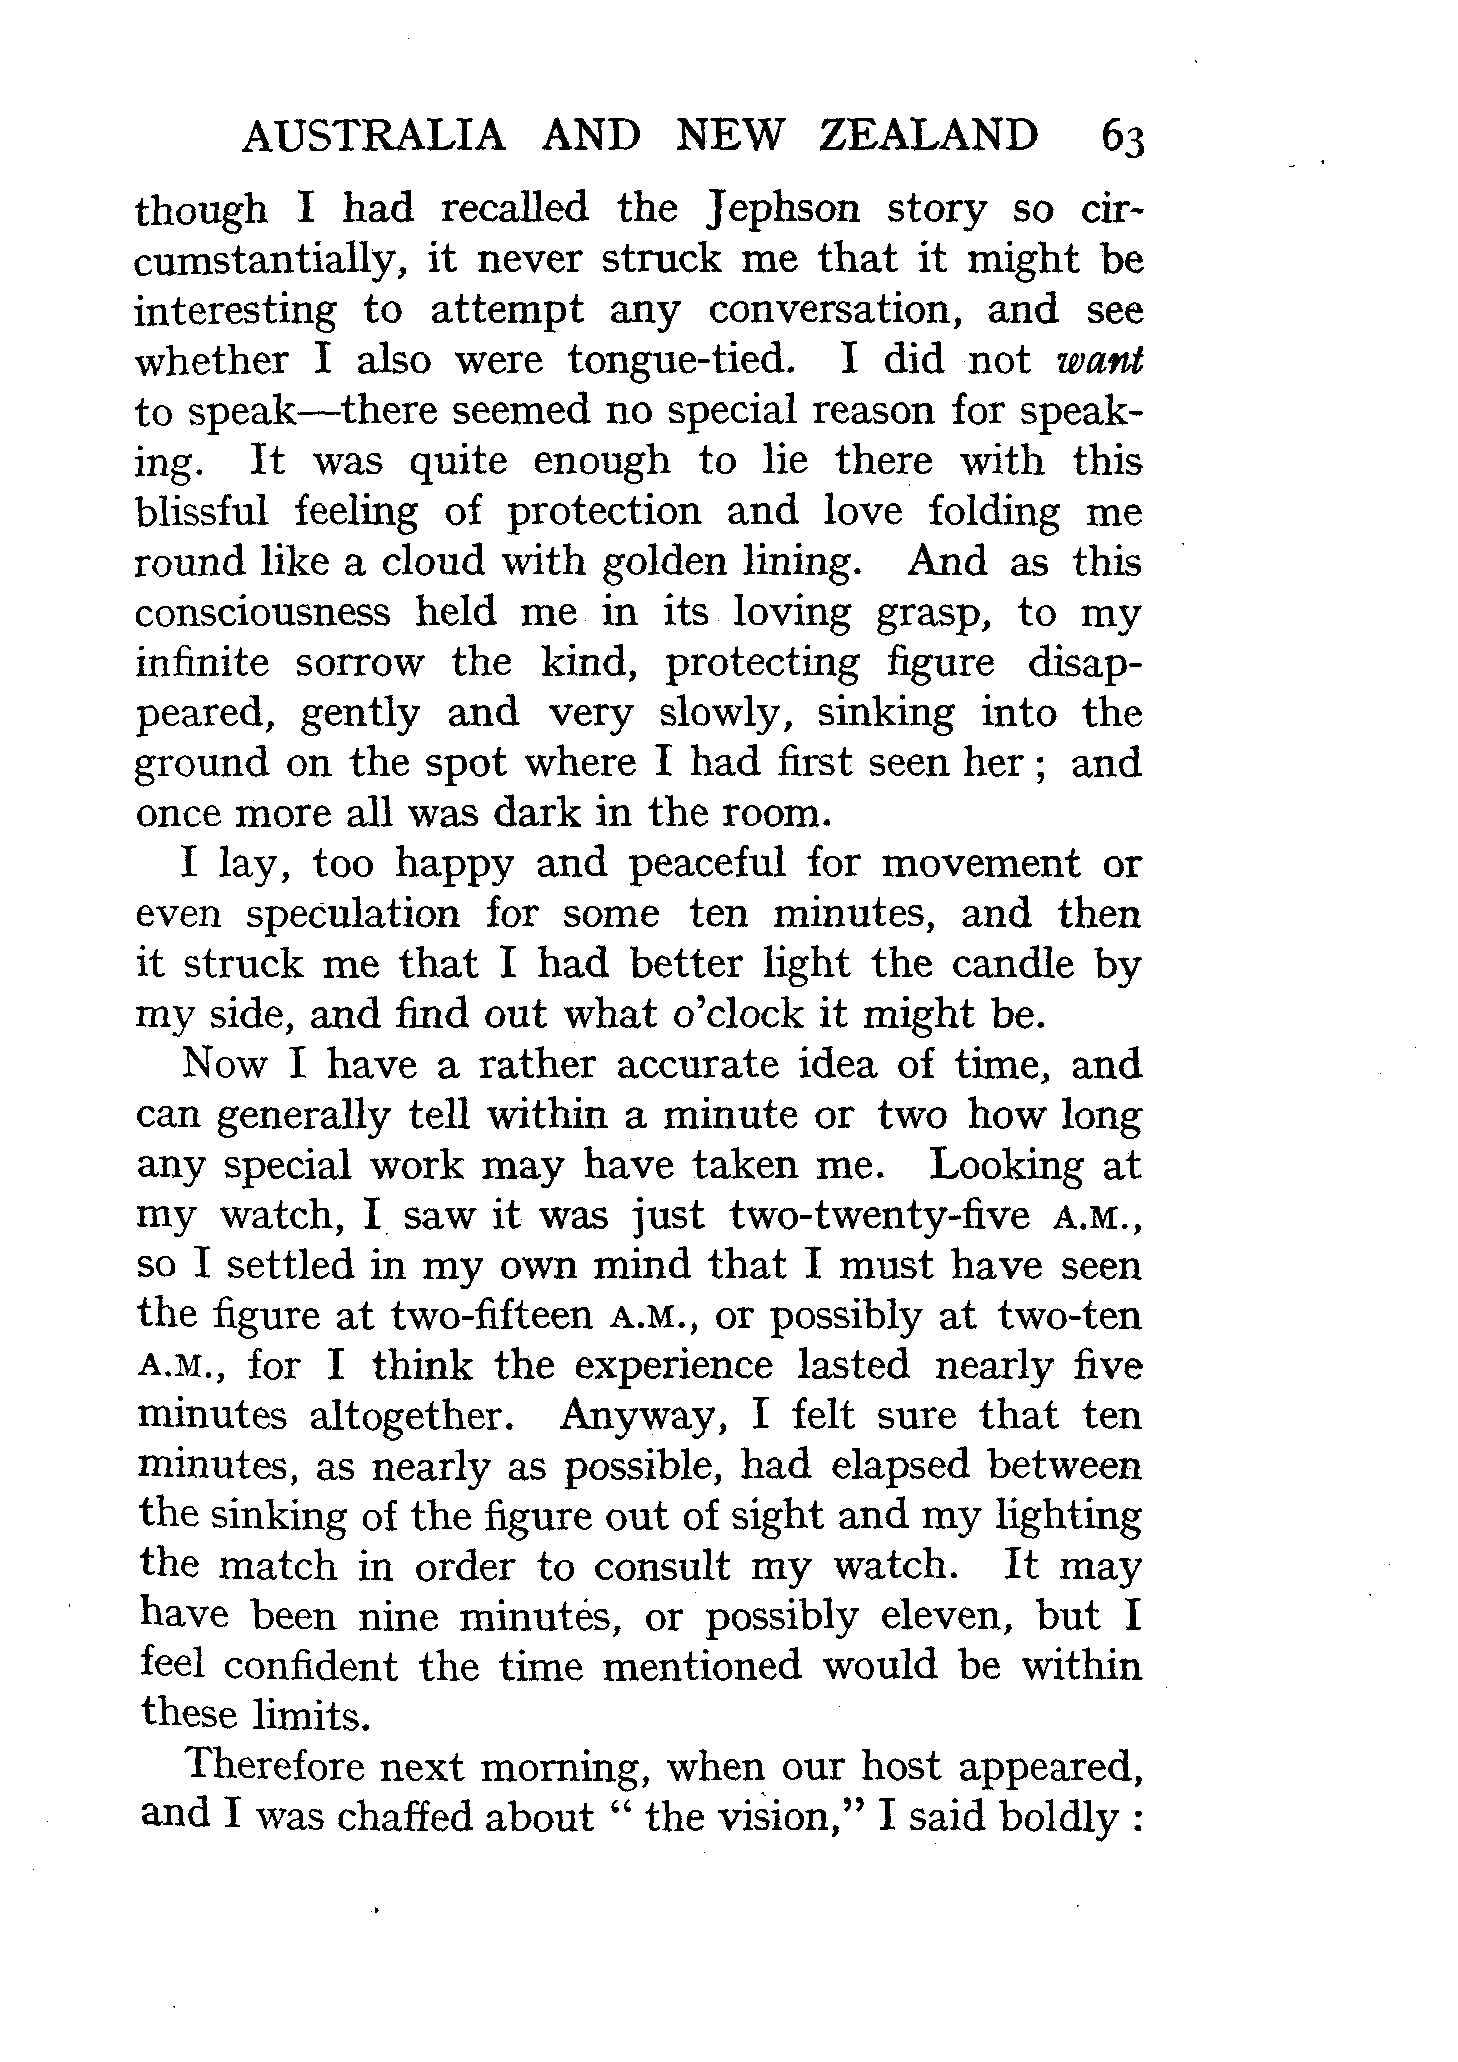 AUSTRALIA AND NEW ZEALAND 63
though I had recalled the Jephson story so cir-
cumstantially, it never struck me that it might be
interesting to attempt any conversation, and see
whether I also were tongue-tied. I did not want
to speak—there seemed no special reason for speak-
ing. It was quite enough to lie there with this
blissful feeling of protection and love folding me
round like a cloud with golden lining. And as this
consciousness held me in its loving grasp, to my
infinite sorrow the kind, protecting figure disap-
peared, gently and very slowly, sinking into the
ground on the spot where I had first seen her ; and
once more all was dark in the room.
I lay, too happy and peaceful for movement or
even speculation for some ten minutes, and then
it struck me that I had better light the candle by
my side, and find out what o'clock it might be.
Now I have a rather accurate idea of time, and
can generally tell within a minute or two how long
any special work may have taken me. Looking at
my watch, I saw it was just two-twenty-five A.M.,
so I settled in my own mind that I must have seen
the figure at two-fifteen A.M., or possibly at two-ten
A.M., for I think the experience lasted nearly five
minutes altogether. Anyway, I felt sure that ten
minutes, as nearly as possible, had elapsed between
the sinking of the figure out of sight and my lighting
the match in order to consult my watch. It may
have been nine minutes, or possibly eleven, but I
feel confident the time mentioned would be within
these limits.
Therefore next morning, when our host appeared,
and I was chaffed about “ the vision,” I said boldly :